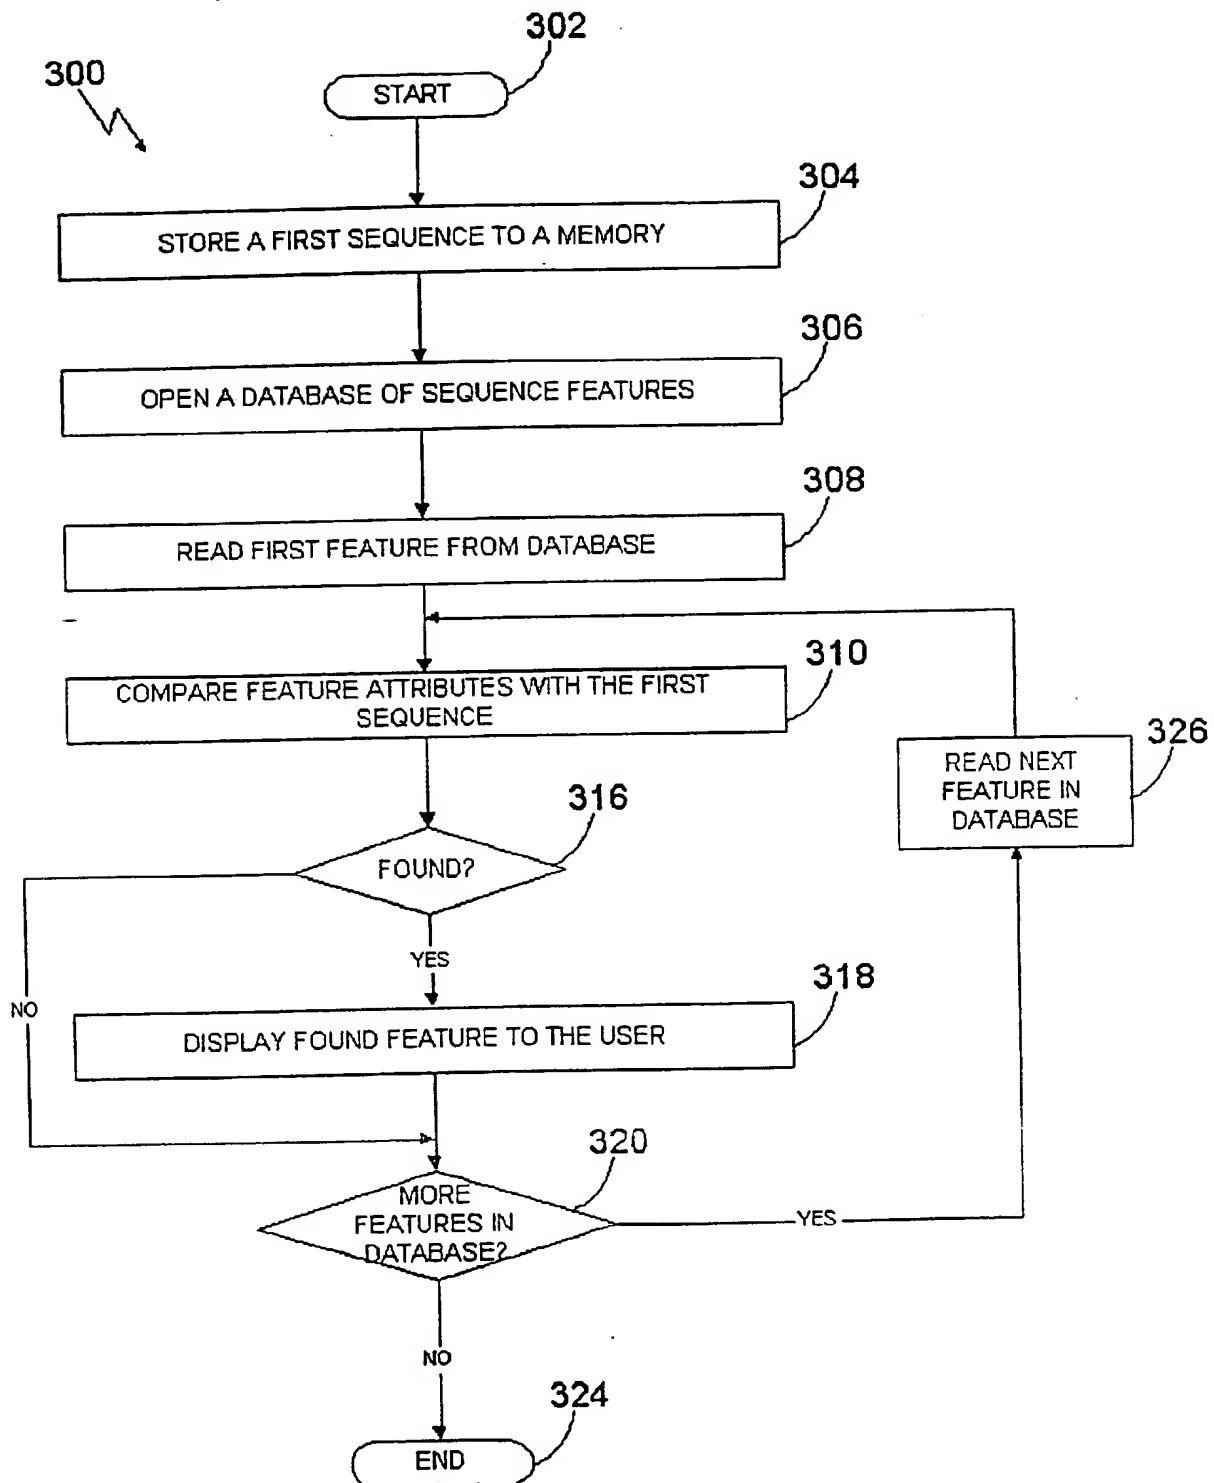 302
300
START
304
STORE A FIRST SEQUENCE TO A MEMORY
306
OPEN A DATABASE OF SEQUENCE FEATURES
308
READ FIRST FEATURE FROM DATABASE
310
COMPARE FEATURE ATTRIBUTES WITH THE FIRST
SEQUENCE
326
READ NEXT
FEATURE IN
DATABASE
316
FOUND?
YES
NO
318
DISPLAY FOUND FEATURE TO THE USER
320
MORE
FEATURES IN
DATABASE?
YES
NO
324
END